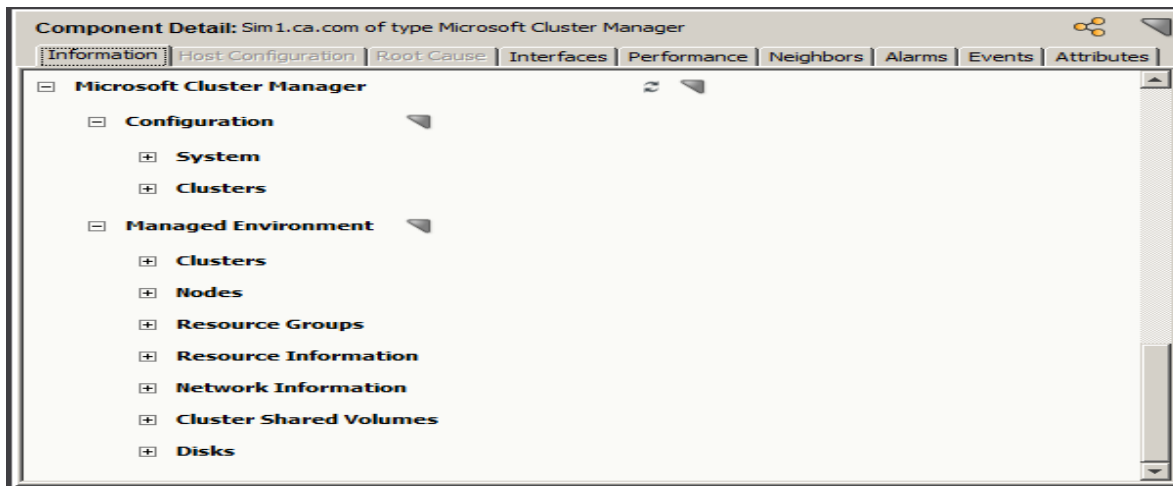 Component Detail: Sim1.ca.com of type Microsoft Cluster Manager
Information Host Configuration Root Cause Interfaces Performance Neighbors Alarms Events Attributes
Microsoft Cluster Manager
Configuration
System
Clusters
Managed Environment
Clusters
Nodes
Resource Groups
Resource Information
Network Information
Cluster Shared Volumes
Disks